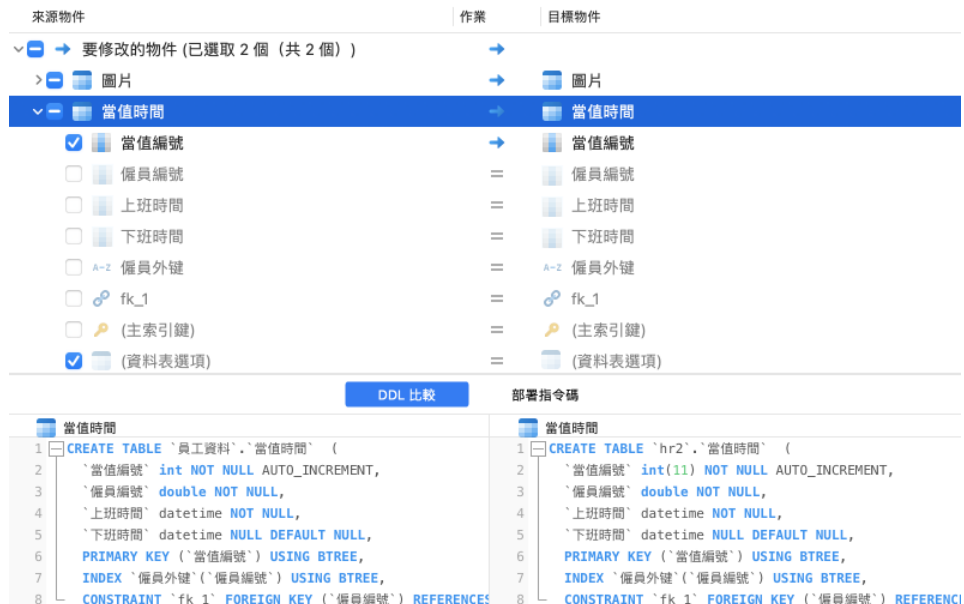 來源物件 作業 目標物件
要修改的物件 (已選取 2 個（共 2 個）)
圖片 圖片
當值時間 當值時間
當值編號 當值編號
僱員編號 = 僱員編號
上班時間 = 上班時間
下班時間 = 下班時間
A-Z 僱員外键 = A-Z 僱員外键
fk_1 = fk_1
(主索引鍵) = (主索引鍵)
(資料表選項) = (資料表選項)
DDL 比較 部署指令碼
當值時間 當值時間
1 CREATE TABLE `員工資料`.`當值時間` ( 1 CREATE TABLE `hr2`.`當值時間` (
2 `當值編號` int NOT NULL AUTO_INCREMENT, 2 `當值編號` int(11) NOT NULL AUTO_INCREMENT,
3 `僱員編號` double NOT NULL, 3 `僱員編號` double NOT NULL,
4 `上班時間` datetime NOT NULL, 4 `上班時間` datetime NOT NULL,
5 `下班時間` datetime NULL DEFAULT NULL, 5 `下班時間` datetime NULL DEFAULT NULL,
6 PRIMARY KEY (`當值編號`) USING BTREE, 6 PRIMARY KEY (`當值編號`) USING BTREE,
7 INDEX `僱員外键`(`僱員編號`) USING BTREE, 7 INDEX `僱員外键`(`僱員編號`) USING BTREE,
8 CONSTRAINT `fk_1` FOREIGN KEY (`僱員編號`) REFERENCES 8 CONSTRAINT `fk_1` FOREIGN KEY (`僱員編號`) REFERENC